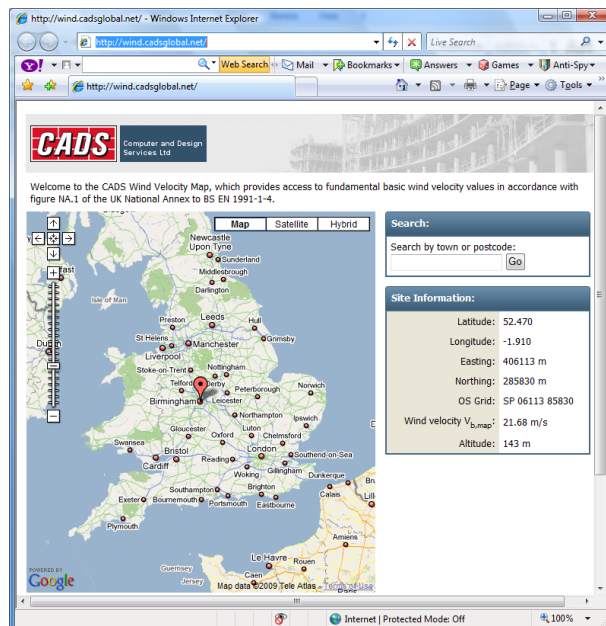 http://wind.cadsglobal.net/ - Windows Internet Explorer
http://wind.cadsglobal.net/
Live Search
Y!
Web Search
Mail
Bookmarks
Answers
Games
Anti-Spy
http://wind.cadsglobal.net/
Page
Tools
CADS
Computer and Design
Services Ltd
Welcome to the CADS Wind Velocity Map, which provides access to fundamental basic wind velocity values in accordance with
figure NA.1 of the UK National Annex to BS EN 1991-1-4.
Map
Satellite
Hybrid
Newcastle
Upon Tyne
Sunderland
Middlesbrough
Darlington
Isle of Man
Preston
Leeds
Hull
St Helens
Manchester
Grimsby
Liverpool
Stoke-on-Trent
Nottingham
Telford
Derby
Peterborough
Norwich
Birmingham
Leicester
Northampton
Ipswich
Gloucester
Luton
Oxford
Chelmsford
Swansea
Bristol
London
Southend-on-Sea
Cardiff
Reading
Gillingham
Woking
Dunkerque
Southampton
Brighton
Calais
Exeter
Bournemouth
Portsmouth
Eastbourne
Plymouth
Amiens
Le Havre
Rouen
Guernsey
Jersey
Caen
POWERED BY
Google
Map data ©2009 Tele Atlas - Terms of Use
Search:
Search by town or postcode:
Go
Site Information:
Latitude: 52.470
Longitude: -1.910
Easting: 406113 m
Northing: 285830 m
OS Grid: SP 06113 85830
Wind velocity Vb,map: 21.68 m/s
Altitude: 143 m
Internet | Protected Mode: Off
100%